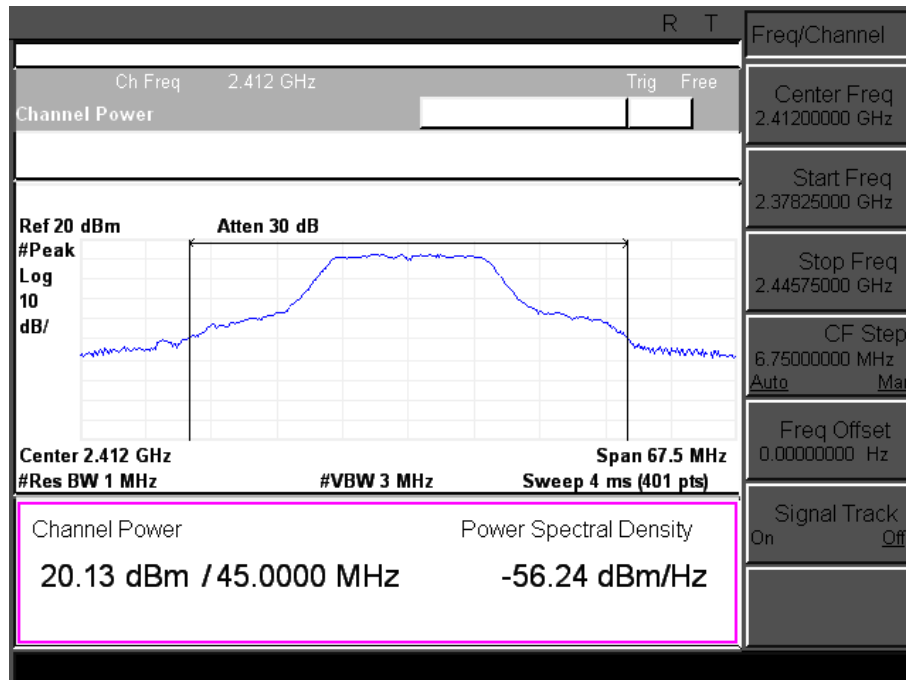 R T
Freq/Channel
Ch Freq 2.412 GHz Trig Free
Channel Power
Center Freq
2.41200000 GHz
Start Freq
2.37825000 GHz
Ref 20 dBm Atten 30 dB
#Peak
Log
10
dB/
Stop Freq
2.44575000 GHz
CF Step
6.75000000 MHz
Auto Man
Freq Offset
0.00000000 Hz
Center 2.412 GHz Span 67.5 MHz
#Res BW 1 MHz #VBW 3 MHz Sweep 4 ms (401 pts)
Signal Track
On Off
Channel Power Power Spectral Density
20.13 dBm / 45.0000 MHz -56.24 dBm/Hz